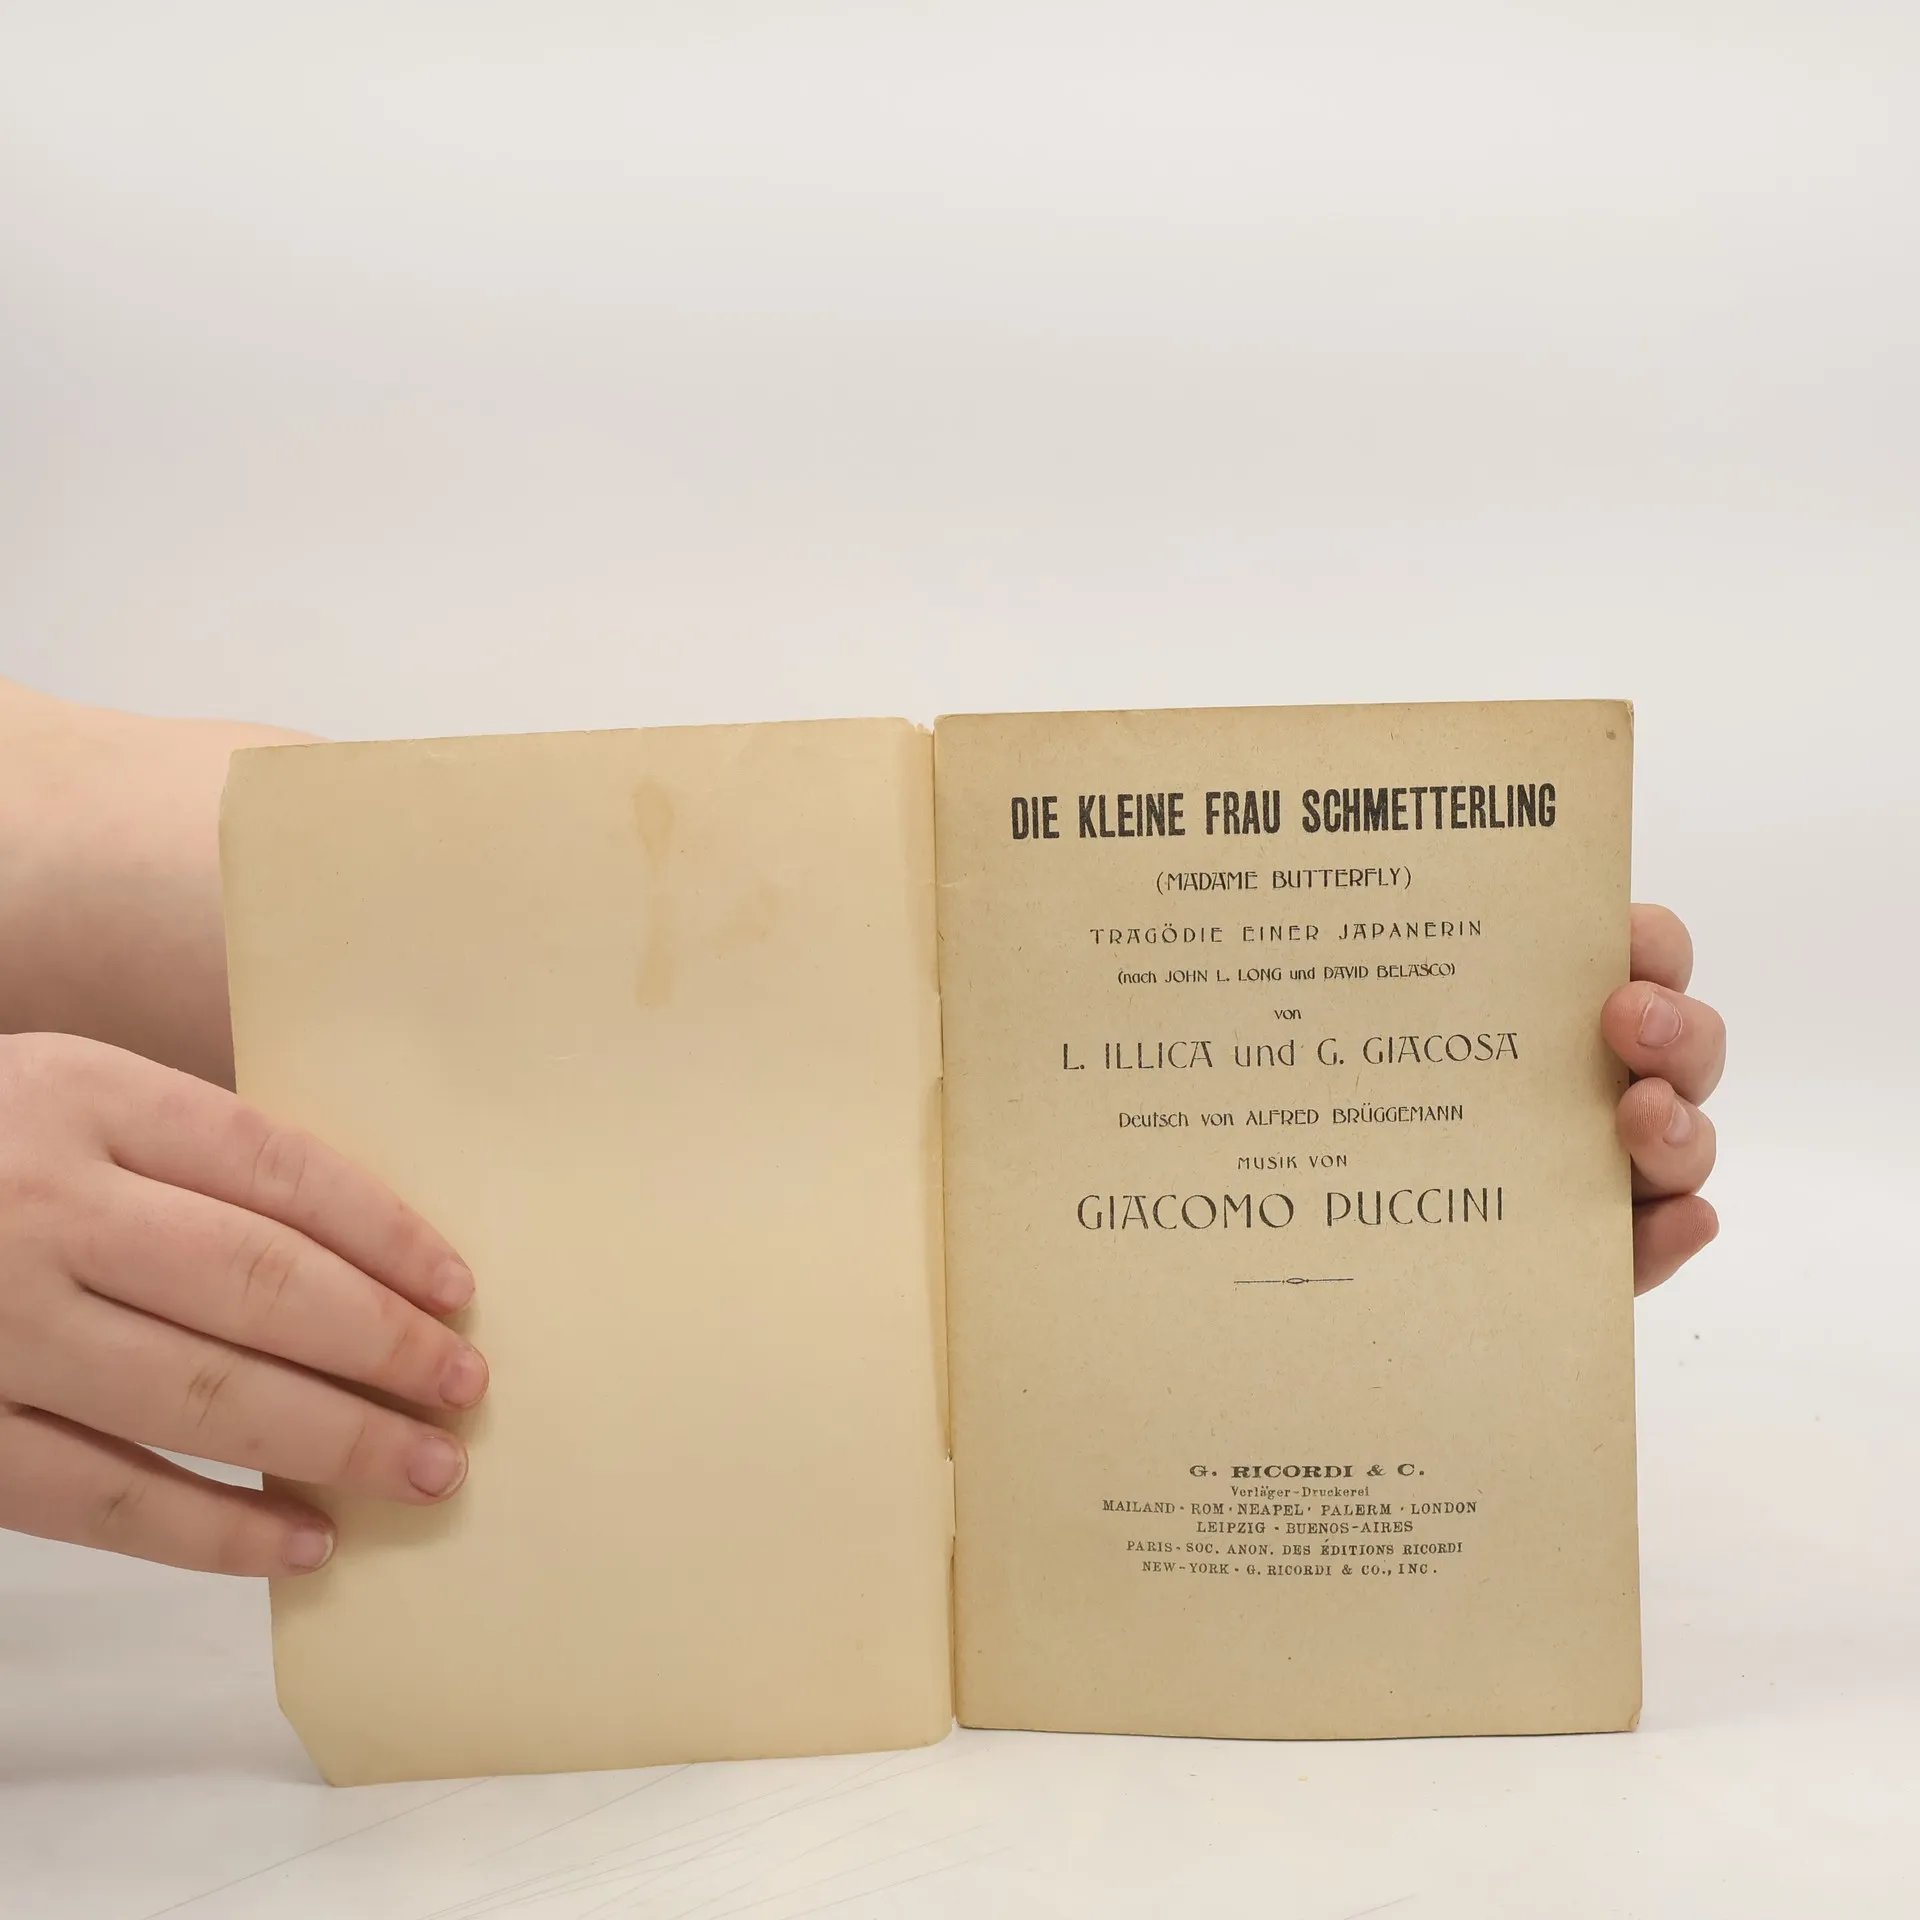 DIE KLEINE FRAU SCHMETTERLING
(MADAME BUTTERFLY)
TRAGÖDIE EINER JAPANERIN
(nach JOHN L. LONG und DAVID BELASCO)
von
L. ILLICA und G. GIACOSA
Deutsch von ALFRED BRÜGGEMANN
MUSIK VON
GIACOMO PUCCINI
G. RICORDI & C.
Verläger-Druckerei
MAILAND · ROM · NEAPEL · PALERM · LONDON
LEIPZIG · BUENOS-AIRES
PARIS - SOC. ANON. DES ÉDITIONS RICORDI
NEW-YORK - G. RICORDI & CO., INC.